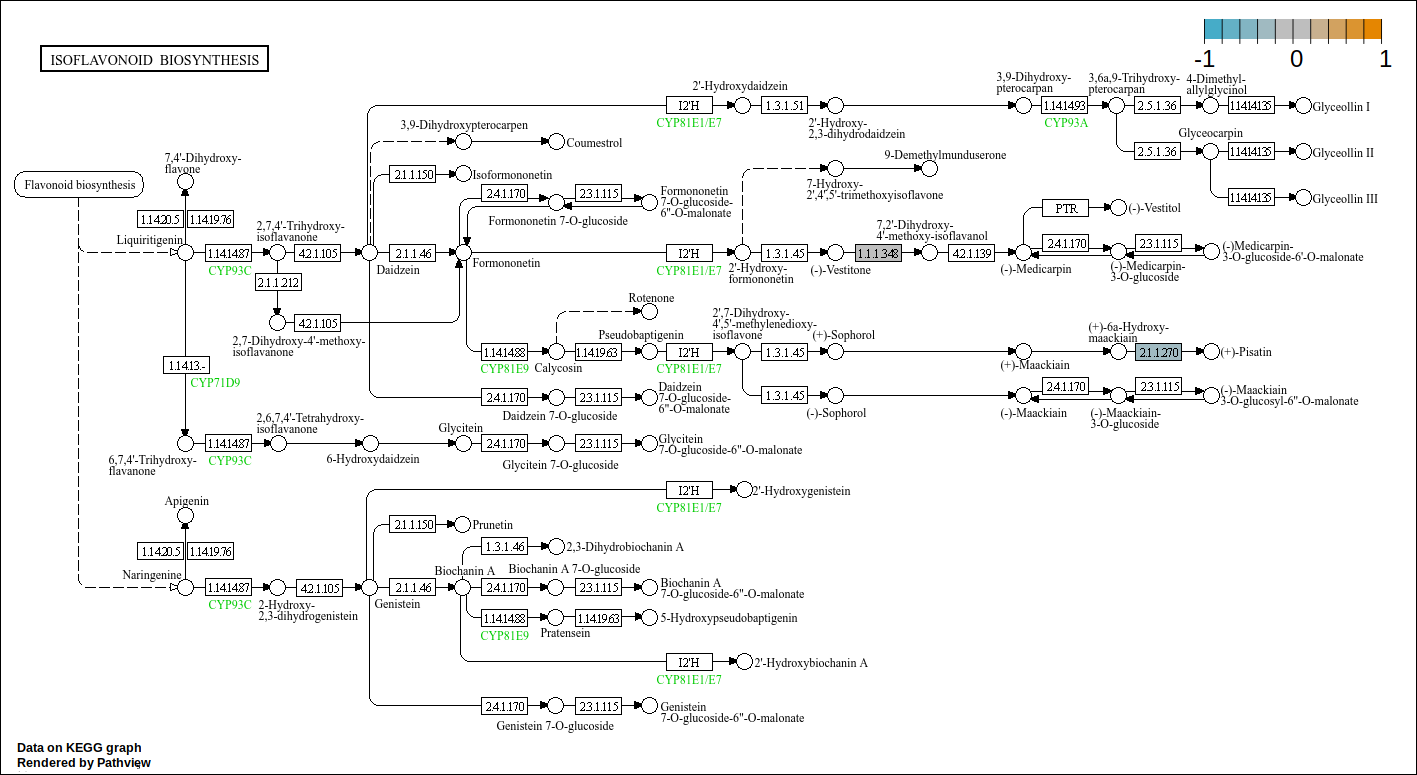 ISOFLAVONOID BIOSYNTHESIS
-1
0
1
2'-Hydroxydaidzein
I2'H
CYP81E1/E7
1.3.1.51
2'-Hydroxy-
2,3-dihydrodaidzein
3,9-Dihydroxy-
pterocarpan
1.14.14.93
CYP93A
3,6a,9-Trihydroxy-
pterocarpan
2.5.1.36
4-Dimethyl-
allylglycinol
1.14.14.135
Glyceollin I
Glyceocarpin
2.5.1.36
1.14.14.135
Glyceollin II
1.14.14.135
Glyceollin III
3,9-Dihydroxypterocarpen
Coumestrol
2.1.1.150
Isoformononetin
2.4.1.170
2.3.1.115
Formononetin 7-O-glucoside
Formononetin
7-O-glucoside-
6"-O-malonate
9-Demethylmunduserone
7-Hydroxy-
2',4',5'-trimethoxyisoflavone
Flavonoid biosynthesis
7,4'-Dihydroxy-
flavone
1.14.20.5
1.14.19.76
Liquiritigenin
1.14.14.87
CYP93C
2,7,4'-Trihydroxy-
isoflavanone
4.2.1.105
Daidzein
2.1.1.46
Formononetin
I2'H
CYP81E1/E7
2'-Hydroxy-
formononetin
1.3.1.45
(-)-Vestitone
1.1.1.348
7,2'-Dihydroxy-
4'-methoxy-isoflavanol
4.2.1.139
(-)-Medicarpin
PTR
(-)-Vestitol
2.4.1.170
(-)-Medicarpin-
3-O-glucoside
2.3.1.115
(-)-Medicarpin-
3-O-glucoside-6'-O-malonate
2.1.1.212
2,7-Dihydroxy-4'-methoxy-
isoflavanone
4.2.1.105
Rotenone
1.14.14.88
CYP81E9
Calycosin
1.14.19.63
Pseudobaptigenin
I2'H
CYP81E1/E7
2',7-Dihydroxy-
4',5'-methylenedioxy-
isoflavone
1.3.1.45
(+)-Sophorol
(+)-Maackiain
(+)-6a-Hydroxy-
maackiain
2.1.1.270
(+)-Pisatin
1.14.13.-
CYP71D9
2.4.1.170
Daidzein 7-O-glucoside
2.3.1.115
Daidzein
7-O-glucoside-
6"-O-malonate
1.3.1.45
(-)-Sophorol
(-)-Maackiain
2.4.1.170
(-)-Maackiain-
3-O-glucoside
2.3.1.115
(-)-Maackiain
3-O-glucosyl-6"-O-malonate
6,7,4'-Trihydroxy-
flavanone
1.14.14.87
CYP93C
2,6,7,4'-Tetrahydroxy-
isoflavanone
6-Hydroxydaidzein
Glycitein
2.4.1.170
Glycitein 7-O-glucoside
2.3.1.115
Glycitein
7-O-glucoside-6"-O-malonate
I2'H
CYP81E1/E7
2'-Hydroxygenistein
Apigenin
1.14.20.5
1.14.19.76
2.1.1.150
Prunetin
1.3.1.46
2,3-Dihydrobiochanin A
Naringenine
1.14.14.87
CYP93C
2-Hydroxy-
2,3-dihydrogenistein
4.2.1.105
Genistein
2.1.1.46
Biochanin A
2.4.1.170
Biochanin A 7-O-glucoside
2.3.1.115
Biochanin A
7-O-glucoside-6"-O-malonate
1.14.14.88
CYP81E9
Pratensein
1.14.19.63
5-Hydroxypseudobaptigenin
I2'H
CYP81E1/E7
2'-Hydroxybiochanin A
2.4.1.170
Genistein 7-O-glucoside
2.3.1.115
Genistein
7-O-glucoside-6"-O-malonate
Data on KEGG graph
Rendered by Pathview